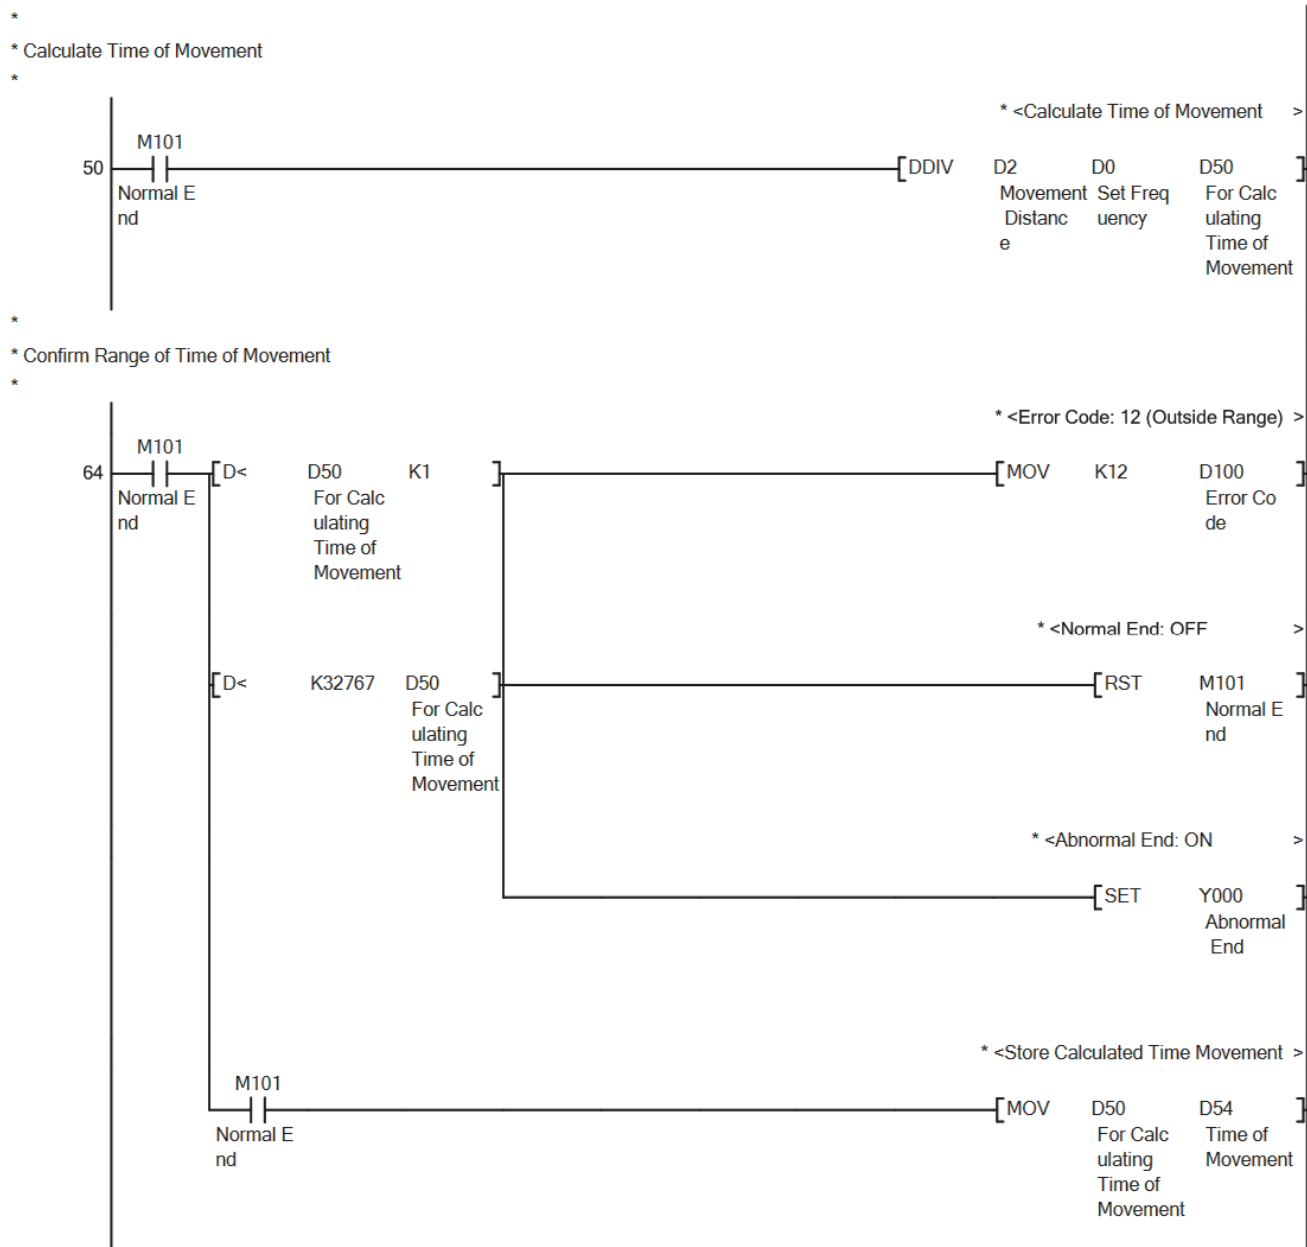 *
* Calculate Time of Movement
*
* <Calculate Time of Movement >
M101
50 [DDIV D2 D0 D50 ]
Normal E
nd
Movement
Distanc
e
Set Freq
uency
For Calc
ulating
Time of
Movement
*
* Confirm Range of Time of Movement
*
* <Error Code: 12 (Outside Range) >
M101
64 [D< D50 K1 ] [MOV K12 D100 ]
Normal E
nd
For Calc
ulating
Time of
Movement
Error Co
de
* <Normal End: OFF >
[D< K32767 D50 ] [RST M101 ]
For Calc
ulating
Time of
Movement
Normal E
nd
* <Abnormal End: ON >
[SET Y000 ]
Abnormal
End
* <Store Calculated Time Movement >
M101
[MOV D50 D54 ]
Normal E
nd
For Calc
ulating
Time of
Movement
Time of
Movement